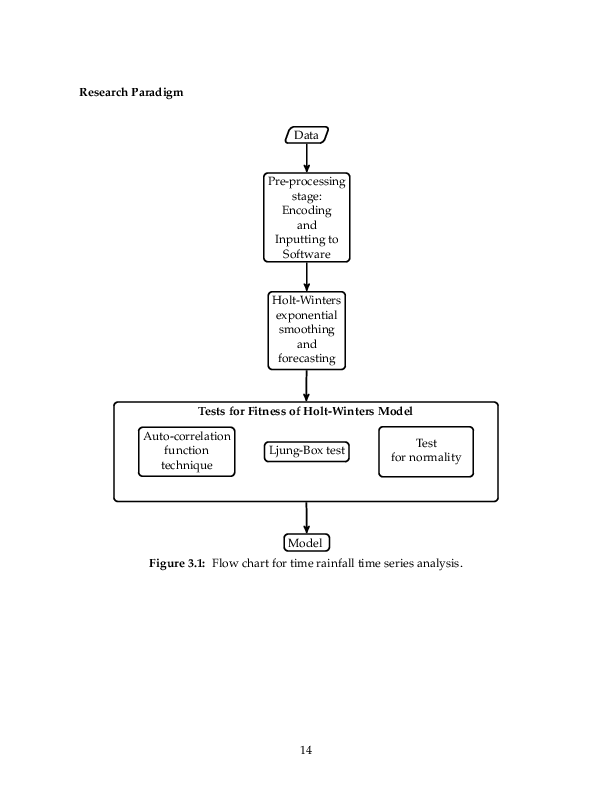 Research Paradigm
Data
Pre-processing
stage:
Encoding
and
Inputting to
Software
Holt-Winters
exponential
smoothing
and
forecasting
Tests for Fitness of Holt-Winters Model
Auto-correlation
function
technique
Ljung-Box test
Test
for normality
Model
Figure 3.1: Flow chart for time rainfall time series analysis.
14